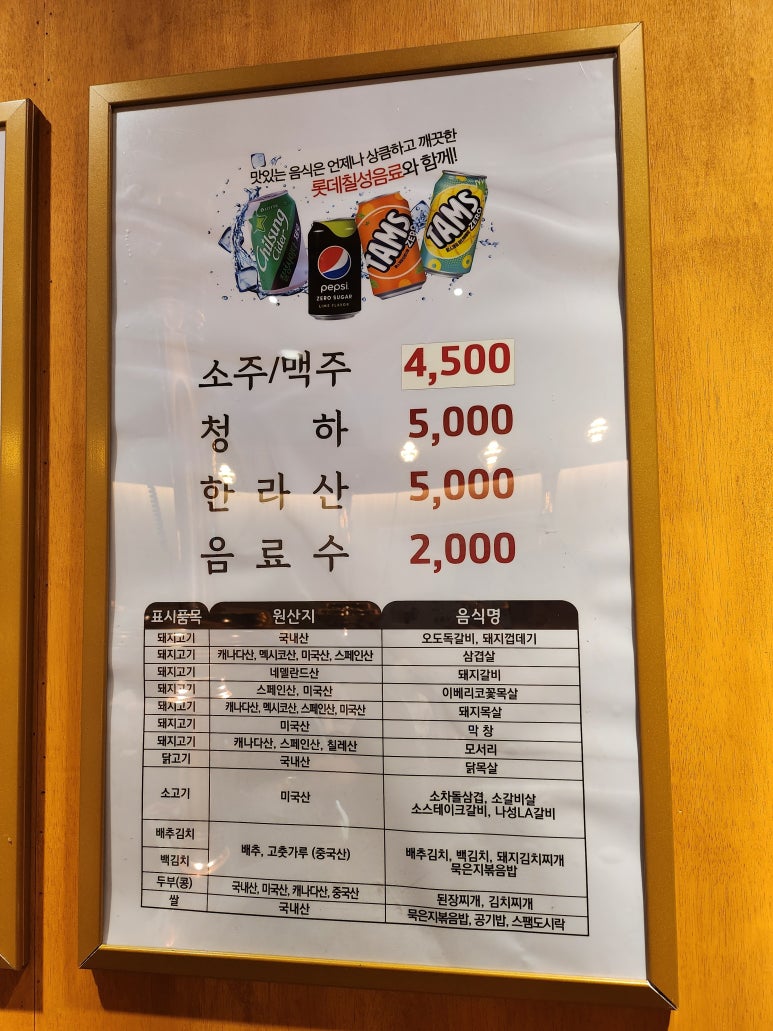 맛있는 음식은 언제나 상큼하고 깨끗한
롯데칠성음료와 함께!
Chilsung
Cider
pepsi
ZERO SUGAR
LIME FLAVOR
TAMS
ZERO
TAMS
ZERO
소주/맥주 4,500
청 하 5,000
한 라 산 5,000
음 료 수 2,000
표시품목 원산지 음식명
돼지고기 국내산 오도독갈비, 돼지껍데기
돼지고기 캐나다산, 멕시코산, 미국산, 스페인산 삼겹살
돼지고기 네델란드산 돼지갈비
돼지고기 스페인산, 미국산 이베리코꽃목살
돼지고기 캐나다산, 멕시코산, 스페인산, 미국산 돼지목살
돼지고기 미국산 막 창
돼지고기 캐나다산, 스페인산, 칠레산 모서리
닭고기 국내산 닭목살
소고기 미국산 소차돌삼겹, 소갈비살
소스테이크갈비, 나성LA갈비
배추김치
백김치 배추, 고춧가루 (중국산) 배추김치, 백김치, 돼지김치찌개
묵은지볶음밥
두부(콩) 국내산, 미국산, 캐나다산, 중국산 된장찌개, 김치찌개
쌀 국내산 묵은지볶음밥, 공기밥, 스팸도시락